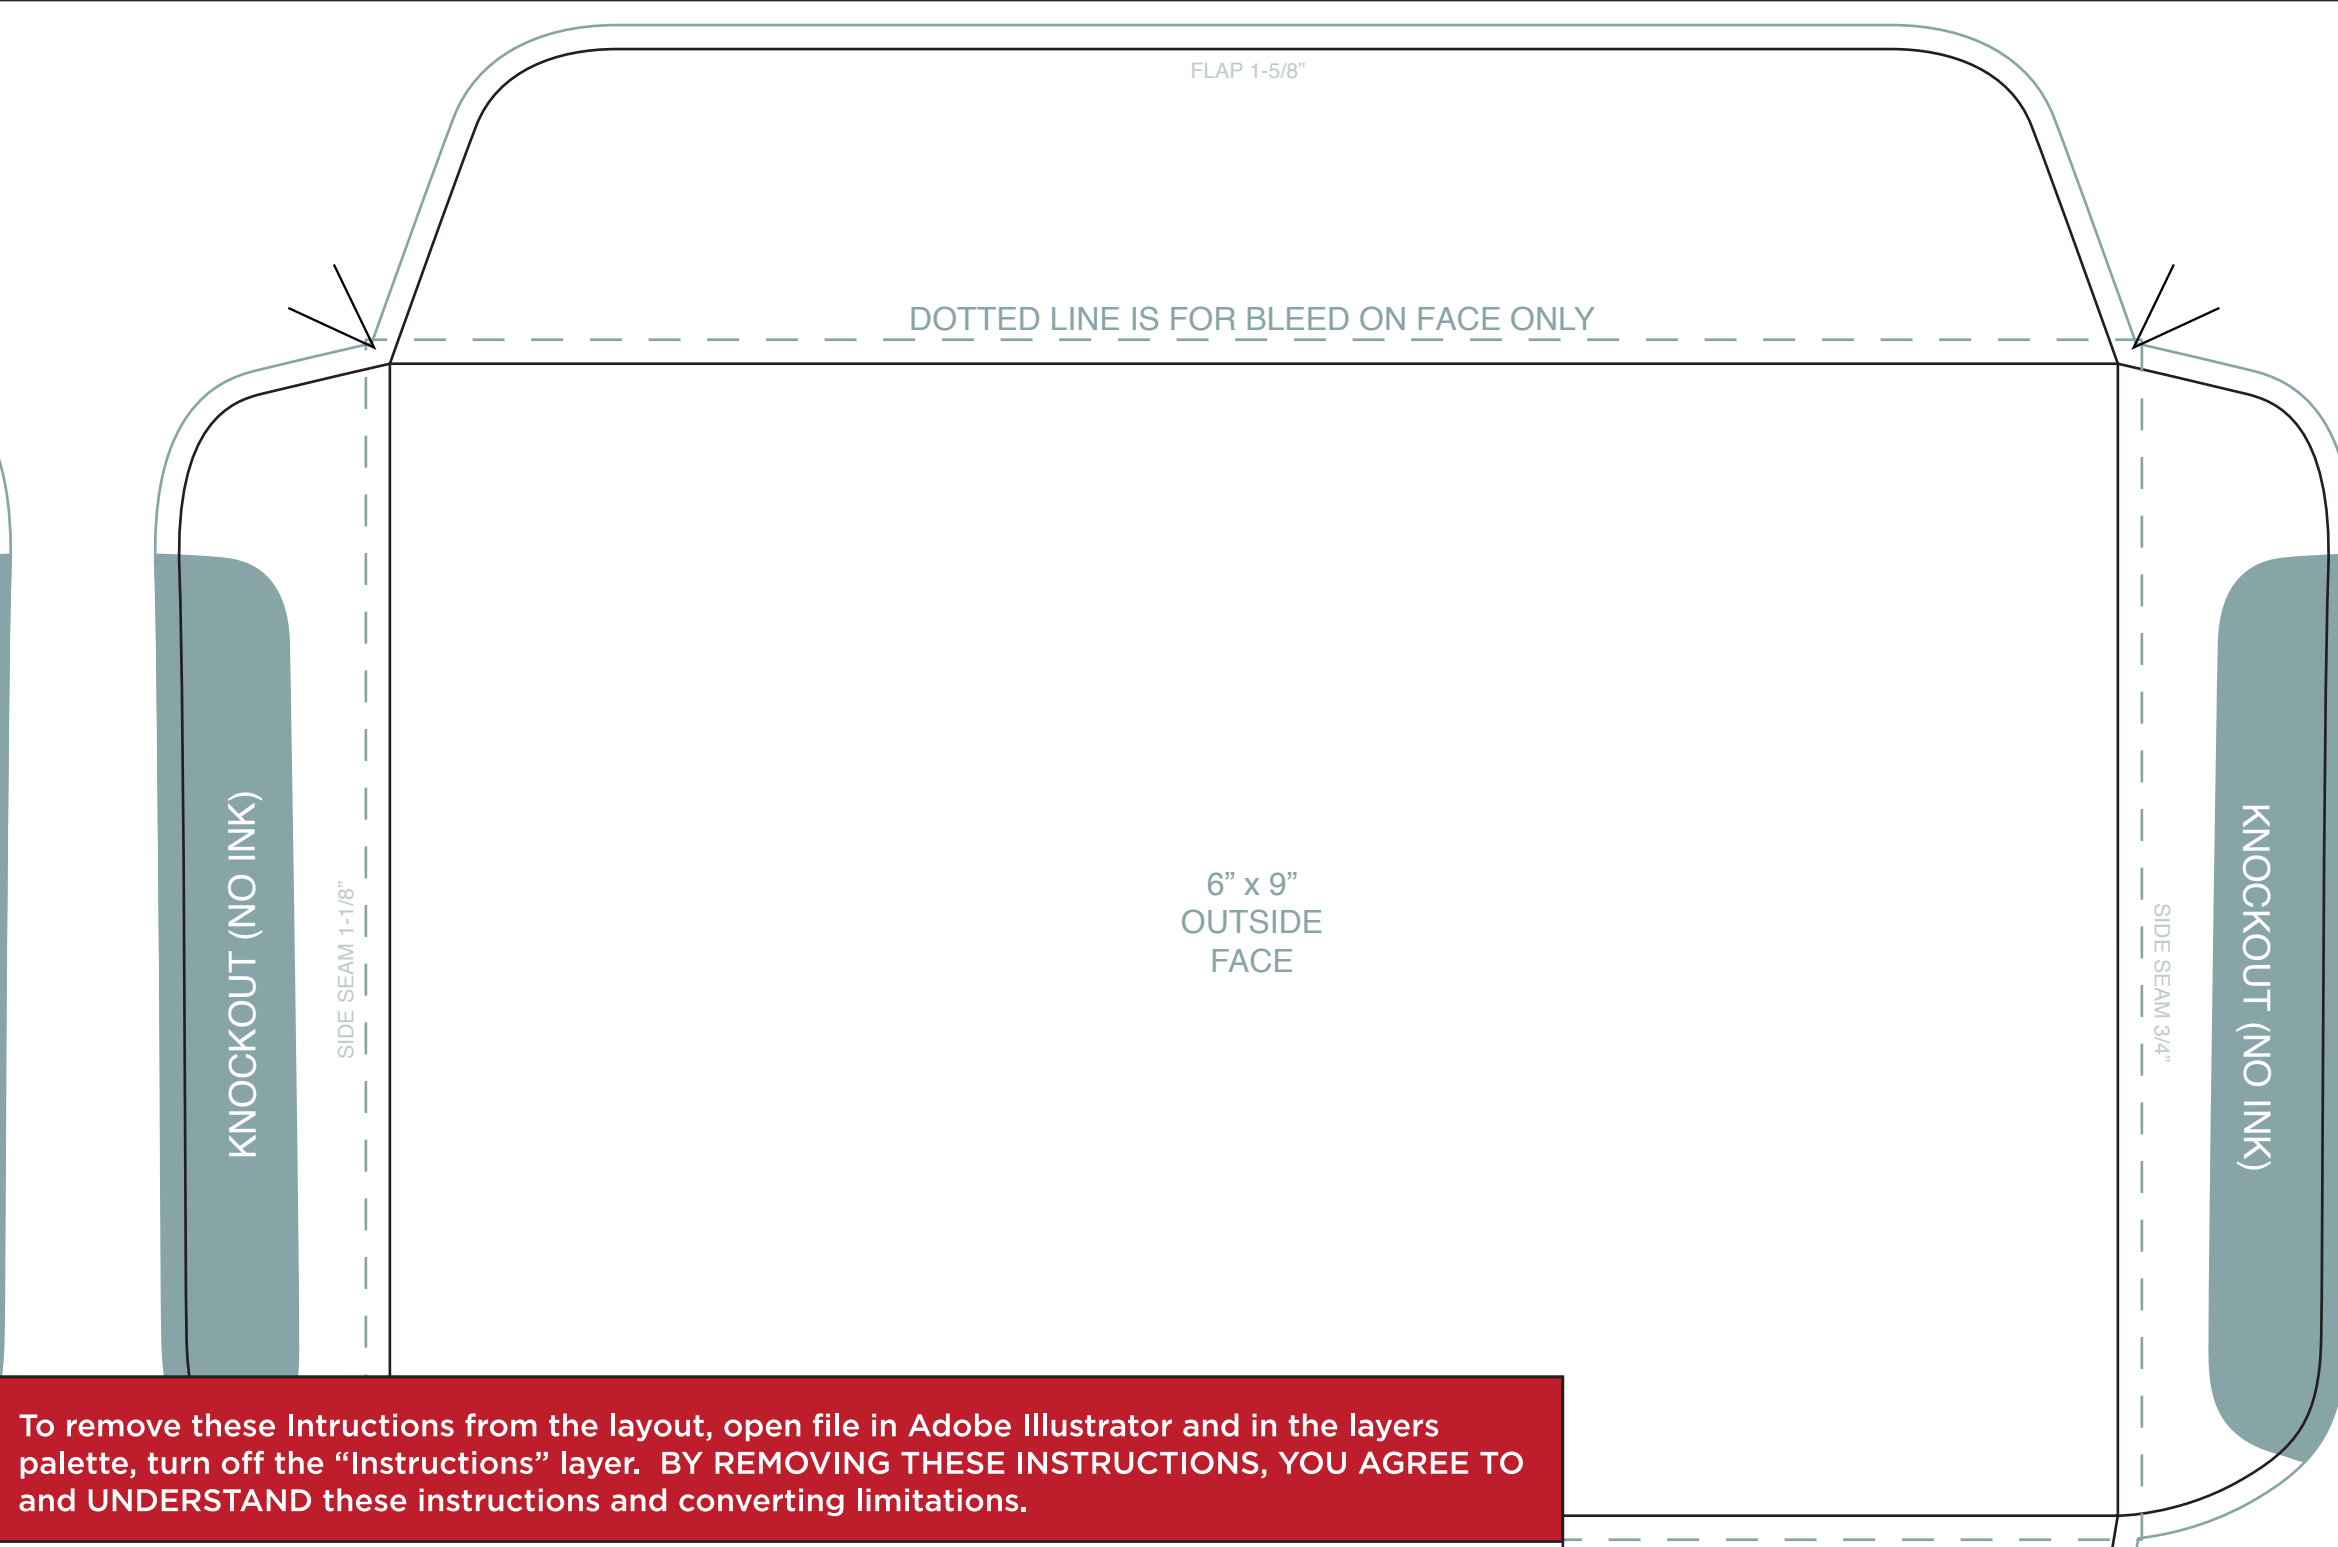 FLAP 1-5/8”
DOTTED LINE IS FOR BLEED ON FACE ONLY
KNOCKOUT (NO INK)
SIDE SEAM 1-1/8”
6” x 9”
OUTSIDE
FACE
SIDE SEAM 3/4”
KNOCKOUT (NO INK)
To remove these Intructions from the layout, open file in Adobe Illustrator and in the layers
palette, turn off the “Instructions” layer.  BY REMOVING THESE INSTRUCTIONS, YOU AGREE TO
and UNDERSTAND these instructions and converting limitations.